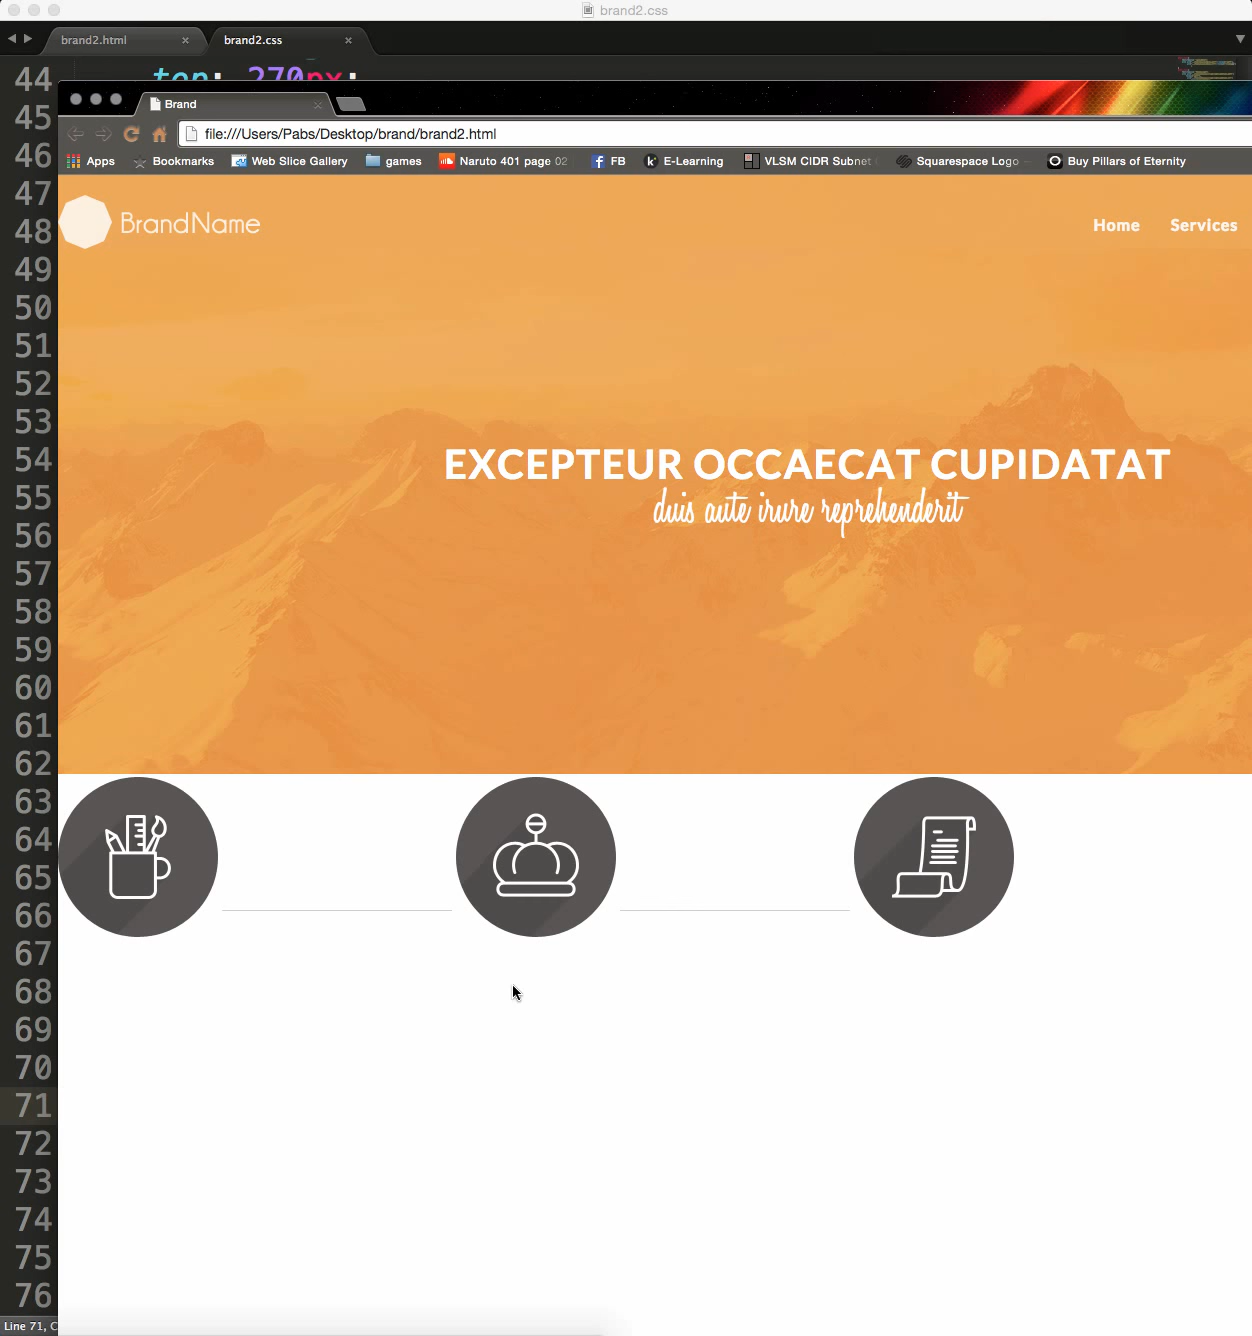 brand2.css
brand2.html
brand2.css
44 top: 270px;
Brand
45
file:///Users/Pabs/Desktop/brand/brand2.html
46
Apps Bookmarks Web Slice Gallery games Naruto 401 page 02 FB E-Learning VLSM CIDR Subnet Squarespace Logo Buy Pillars of Eternity
47
BrandName
Home Services
48
49
50
51
52
53
54
EXCEPTEUR OCCAECAT CUPIDATAT
55
duis aute irure reprehenderit
56
57
58
59
60
61
62
63
64
65
66
67
68
69
70
71
72
73
74
75
76
Line 71, C